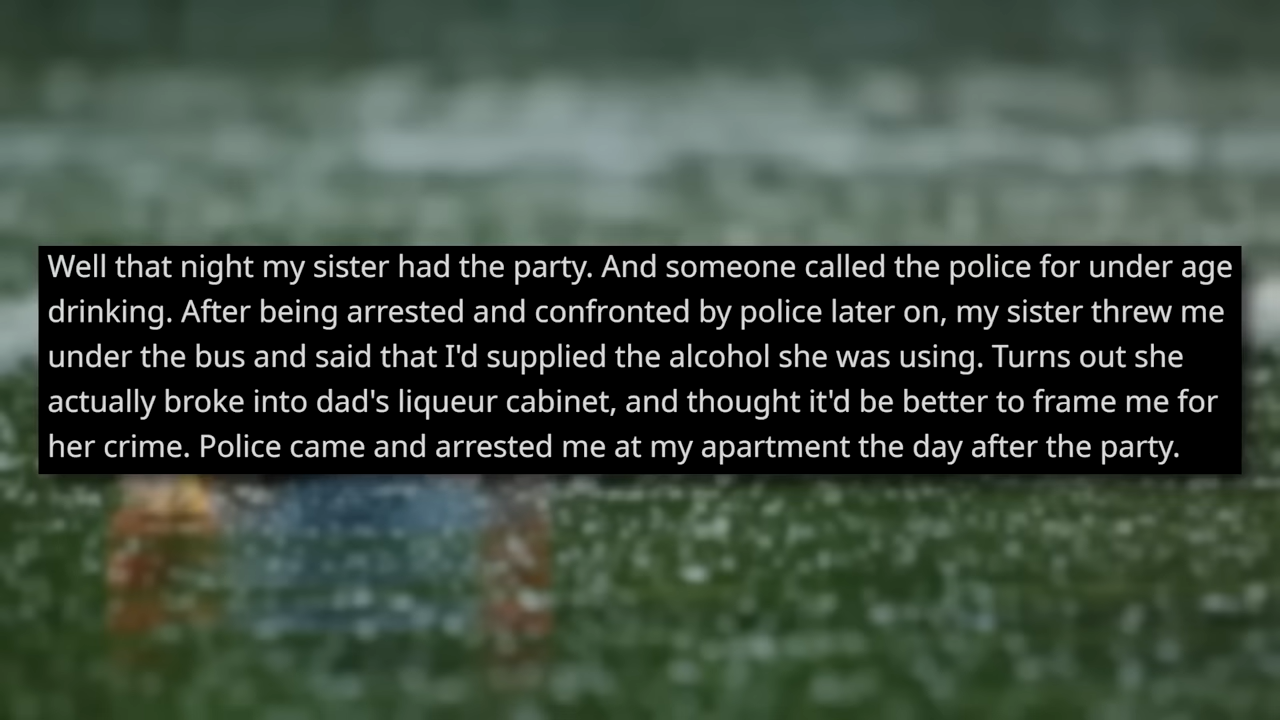 Well that night my sister had the party. And someone called the police for under age
drinking. After being arrested and confronted by police later on, my sister threw me
under the bus and said that I'd supplied the alcohol she was using. Turns out she
actually broke into dad's liqueur cabinet, and thought it'd be better to frame me for
her crime. Police came and arrested me at my apartment the day after the party.